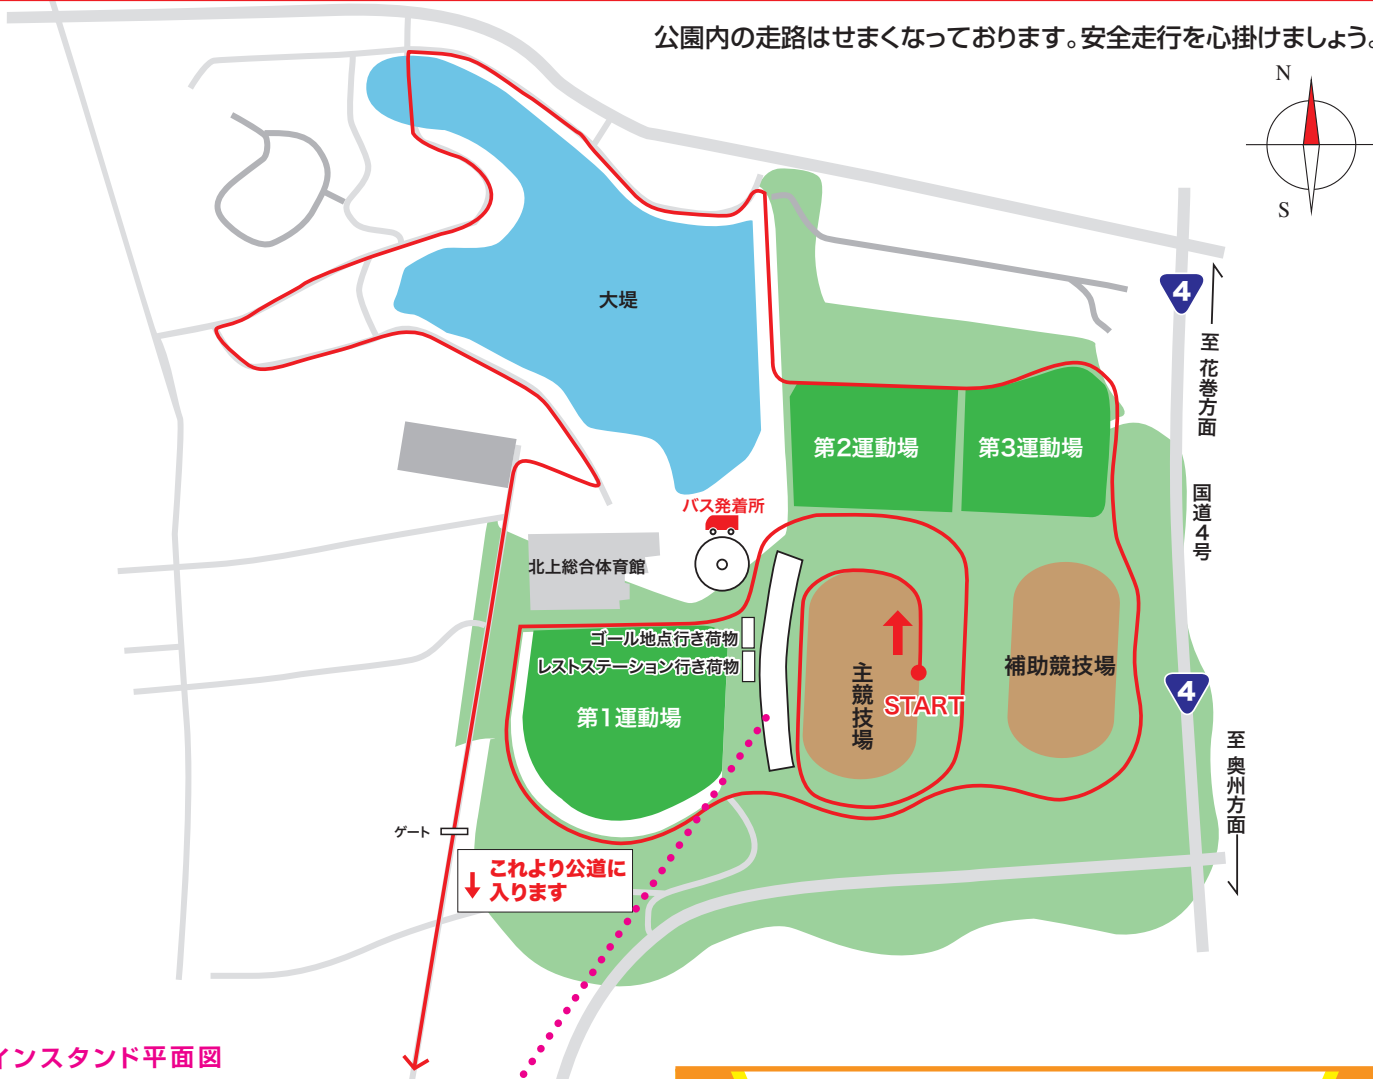 公園内の走路はせまくなっております。安全走行を心掛けましょう。
N
S
4
至 花巻方面
大堤
第2運動場
第3運動場
国道4号
バス発着所
北上総合体育館
ゴール地点行き荷物
レストステーション行き荷物
第1運動場
主競技場
START
補助競技場
4
至 奥州方面
ゲート
これより公道に
入ります
インスタンド平面図